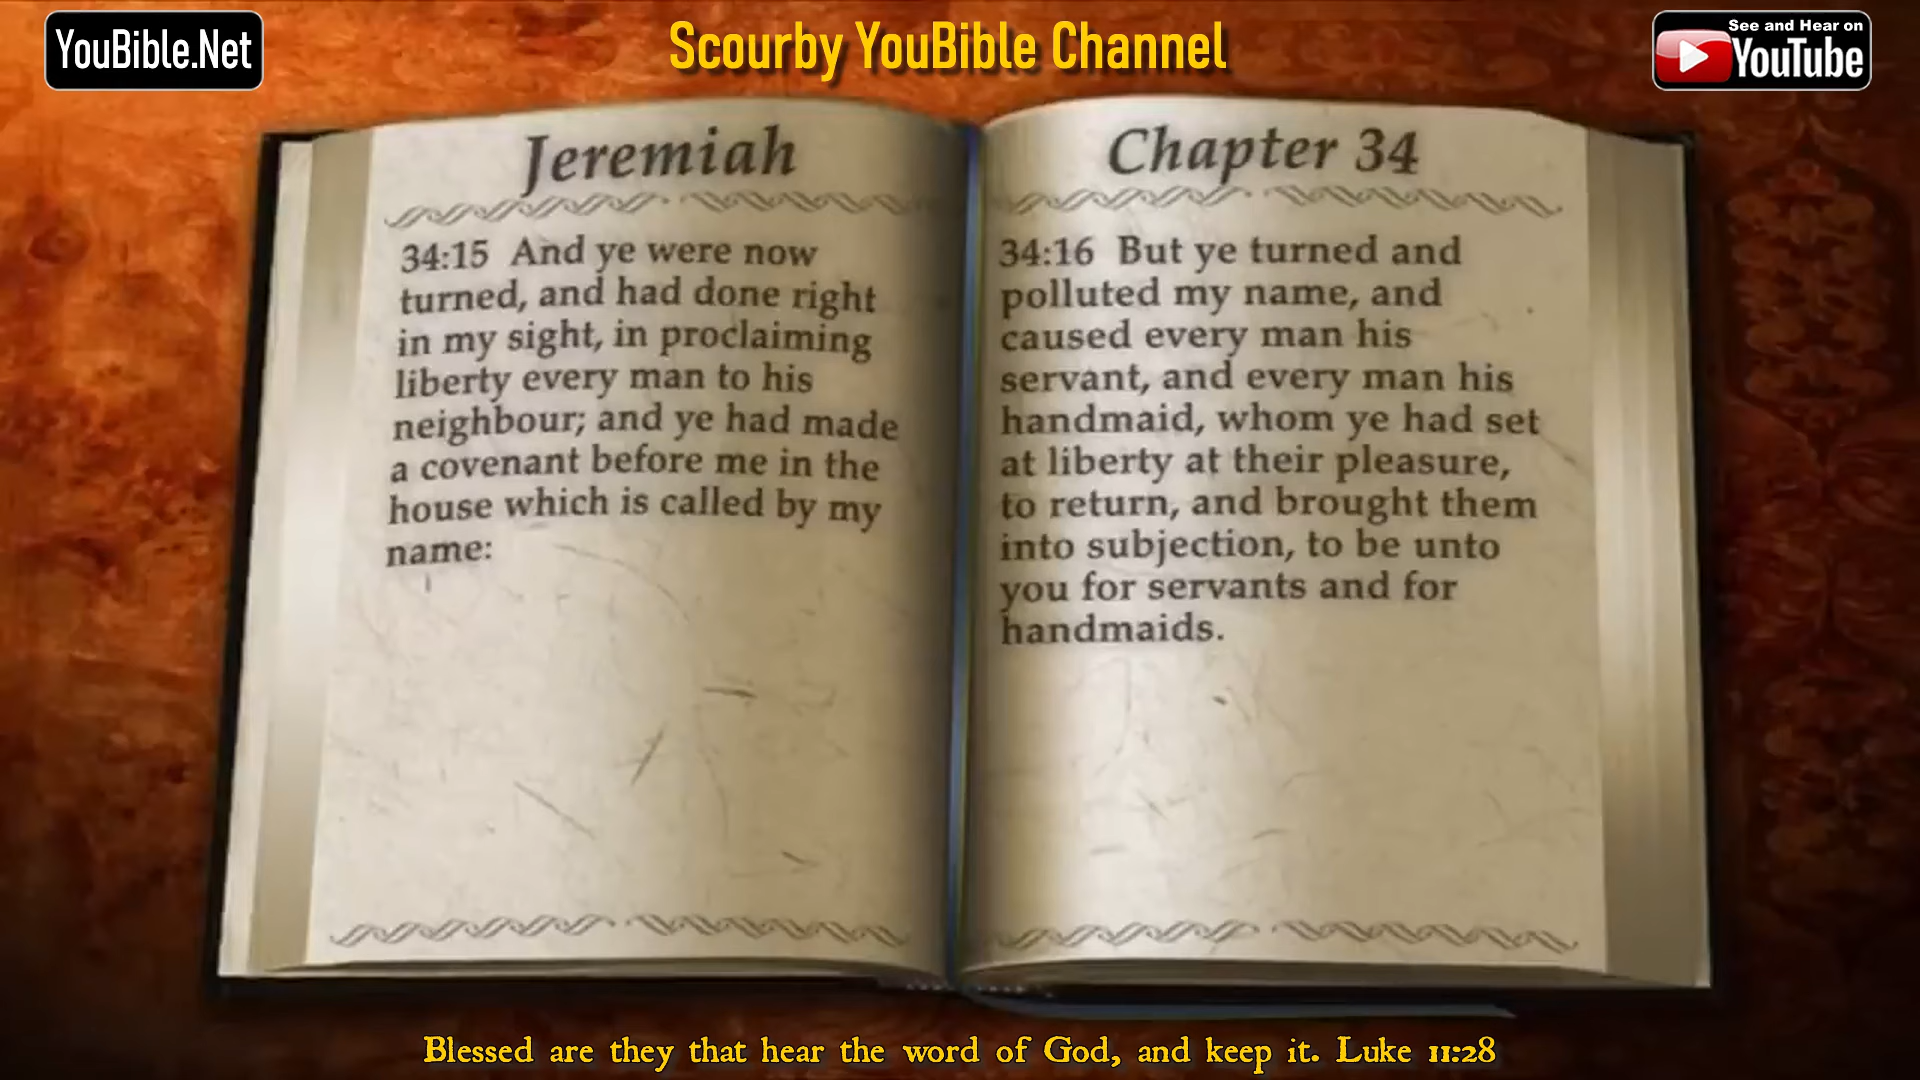 YouBible.Net
Scourby YouBible Channel
See and Hear on
YouTube
Jeremiah
34:15 And ye were now
turned, and had done right
in my sight, in proclaiming
liberty every man to his
neighbour; and ye had made
a covenant before me in the
house which is called by my
name:
Chapter 34
34:16 But ye turned and
polluted my name, and
caused every man his
servant, and every man his
handmaid, whom ye had set
at liberty at their pleasure,
to return, and brought them
into subjection, to be unto
you for servants and for
handmaids.
Blessed are they that hear the word of God, and keep it. Luke 11:28